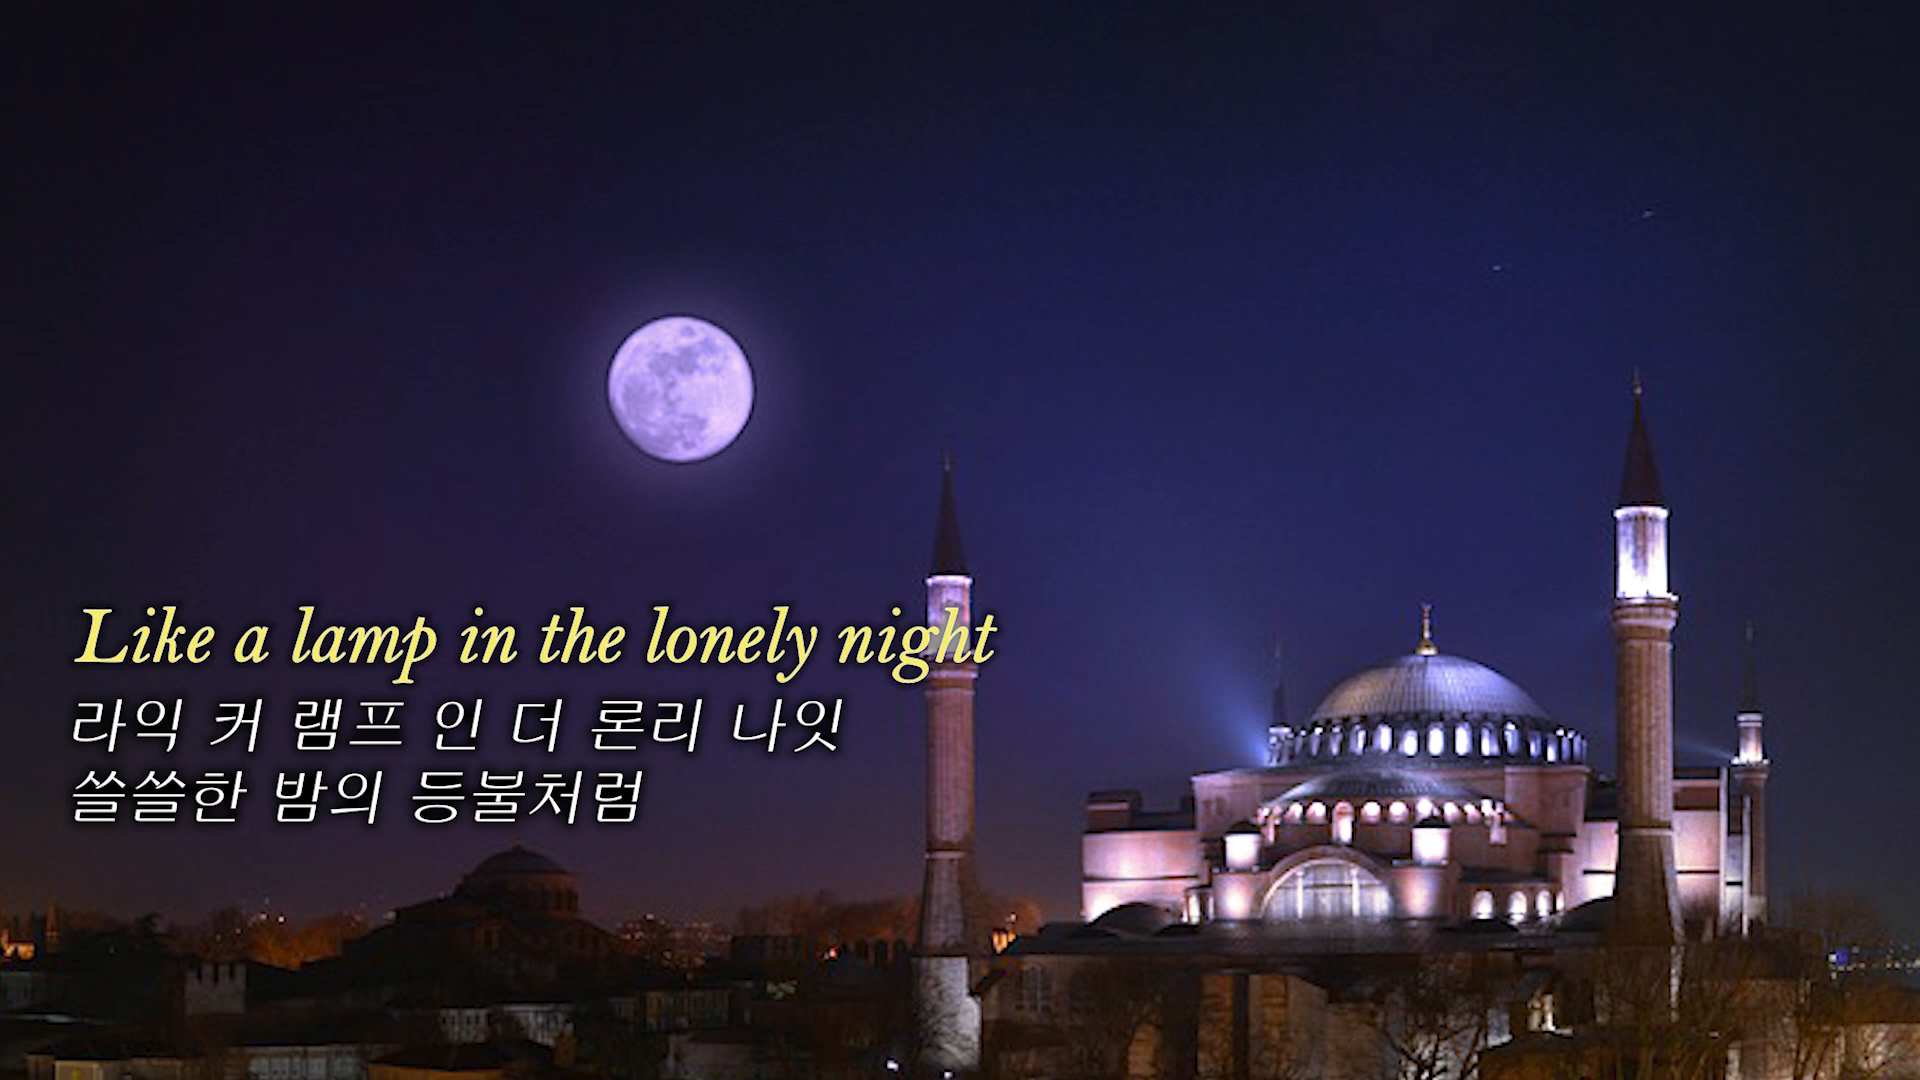 Like a lamp in the lonely night
라익 커 램프 인 더 론리 나잇
쓸쓸한 밤의 등불처럼